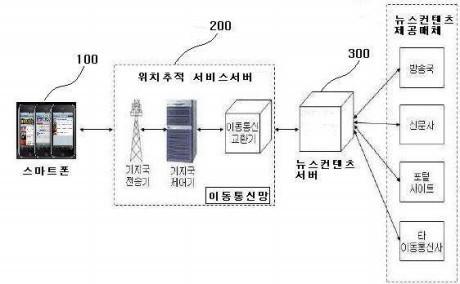 100
스마트폰
200
위치추적 서비스서버
기지국
전송기
기지국
제어기
이동통신
교환기
이동통신망
300
뉴스컨텐츠
서버
뉴스컨텐츠
제공매체
방송국
신문사
포털
사이트
타
이동통신사